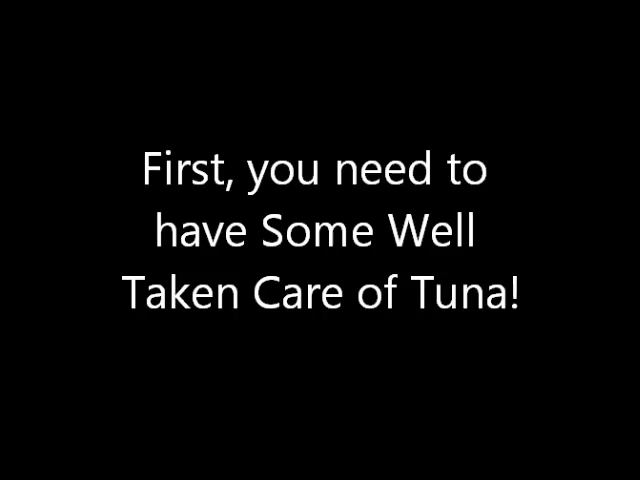 First, you need to
have Some Well
Taken Care of Tuna!